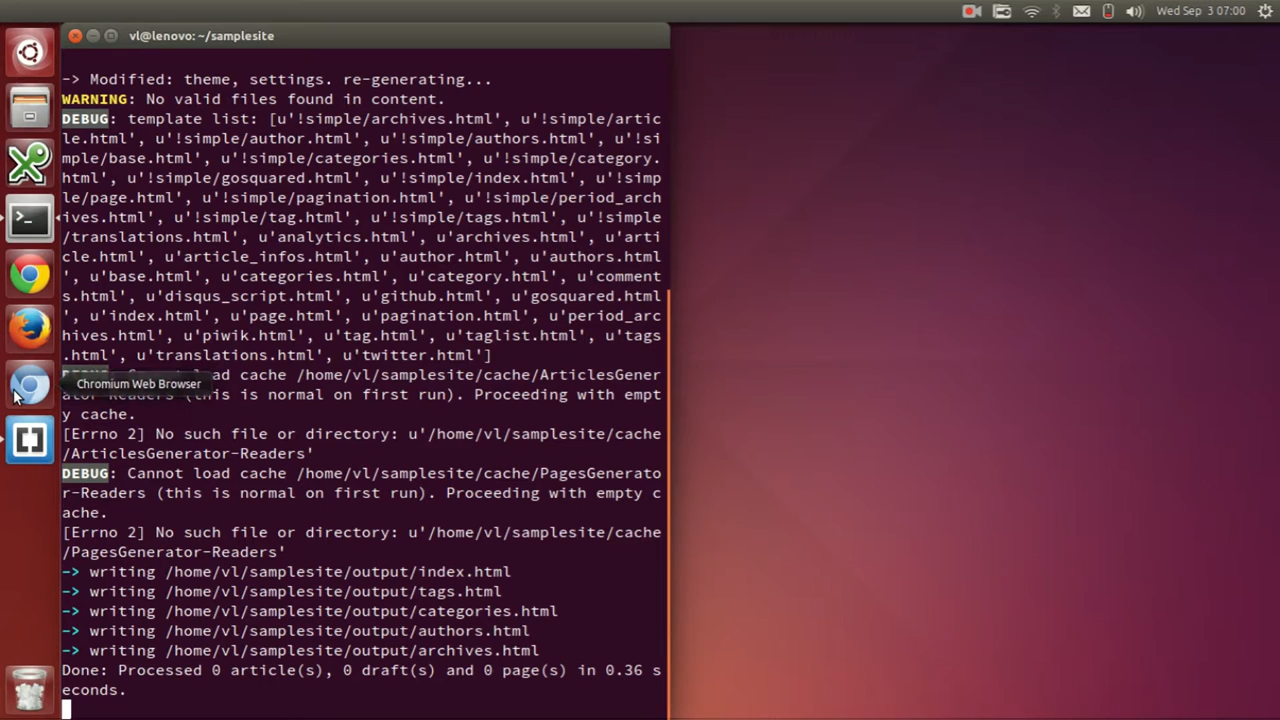 Wed Sep 3 07:00
vl@lenovo: ~/samplesite
-> Modified: theme, settings. re-generating...
WARNING: No valid files found in content.
DEBUG: template list: [u'!simple/archives.html', u'!simple/artic
le.html', u'!simple/author.html', u'!simple/authors.html', u'!si
mple/base.html', u'!simple/categories.html', u'!simple/category.
html', u'!simple/gosquared.html', u'!simple/index.html', u'!simp
le/page.html', u'!simple/pagination.html', u'!simple/period_arch
ives.html', u'!simple/tag.html', u'!simple/tags.html', u'!simple
/translations.html', u'analytics.html', u'archives.html', u'arti
cle.html', u'article_infos.html', u'author.html', u'authors.html
', u'base.html', u'categories.html', u'category.html', u'comment
s.html', u'disqus_script.html', u'github.html', u'gosquared.html
', u'index.html', u'page.html', u'pagination.html', u'period_arc
hives.html', u'piwik.html', u'tag.html', u'taglist.html', u'tags
.html', u'translations.html', u'twitter.html']
load cache /home/vl/samplesite/cache/ArticlesGener
Chromium Web Browser
ator-Readers (this is normal on first run). Proceeding with empt
y cache.
[Errno 2] No such file or directory: u'/home/vl/samplesite/cache
/ArticlesGenerator-Readers'
DEBUG: Cannot load cache /home/vl/samplesite/cache/PagesGenerato
r-Readers (this is normal on first run). Proceeding with empty c
ache.
[Errno 2] No such file or directory: u'/home/vl/samplesite/cache
/PagesGenerator-Readers'
-> writing /home/vl/samplesite/output/index.html
-> writing /home/vl/samplesite/output/tags.html
-> writing /home/vl/samplesite/output/categories.html
-> writing /home/vl/samplesite/output/authors.html
-> writing /home/vl/samplesite/output/archives.html
Done: Processed 0 article(s), 0 draft(s) and 0 page(s) in 0.36 s
econds.